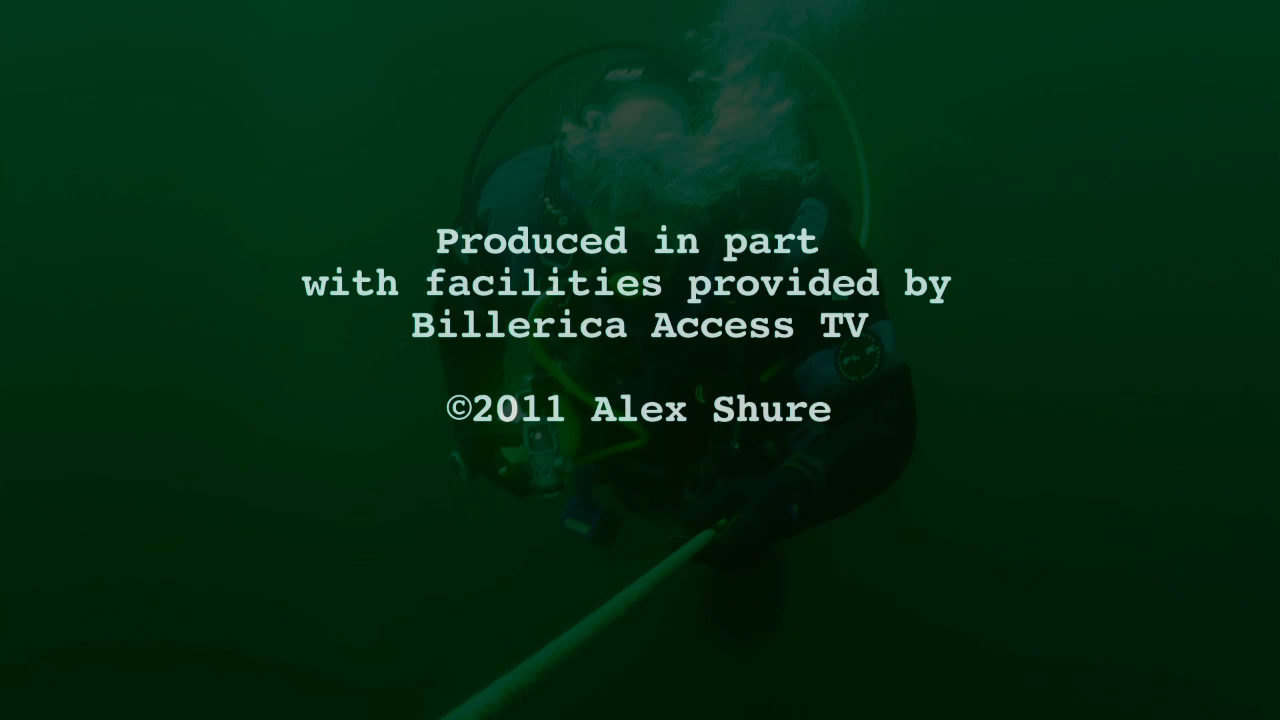 Produced in part
with facilities provided by
Billerica Access TV
©2011 Alex Shure